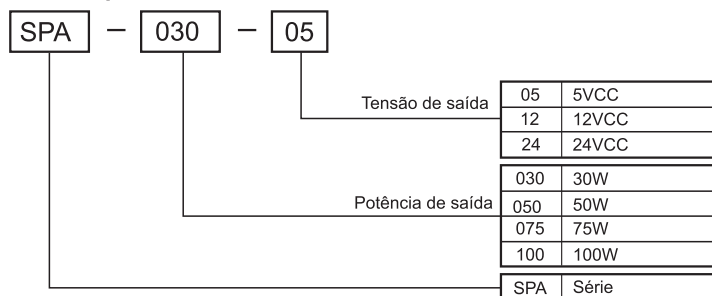 SPA – 030 – 05
Tensão de saída
05 5VCC
12 12VCC
24 24VCC
Potência de saída
030 30W
050 50W
075 75W
100 100W
SPA Série